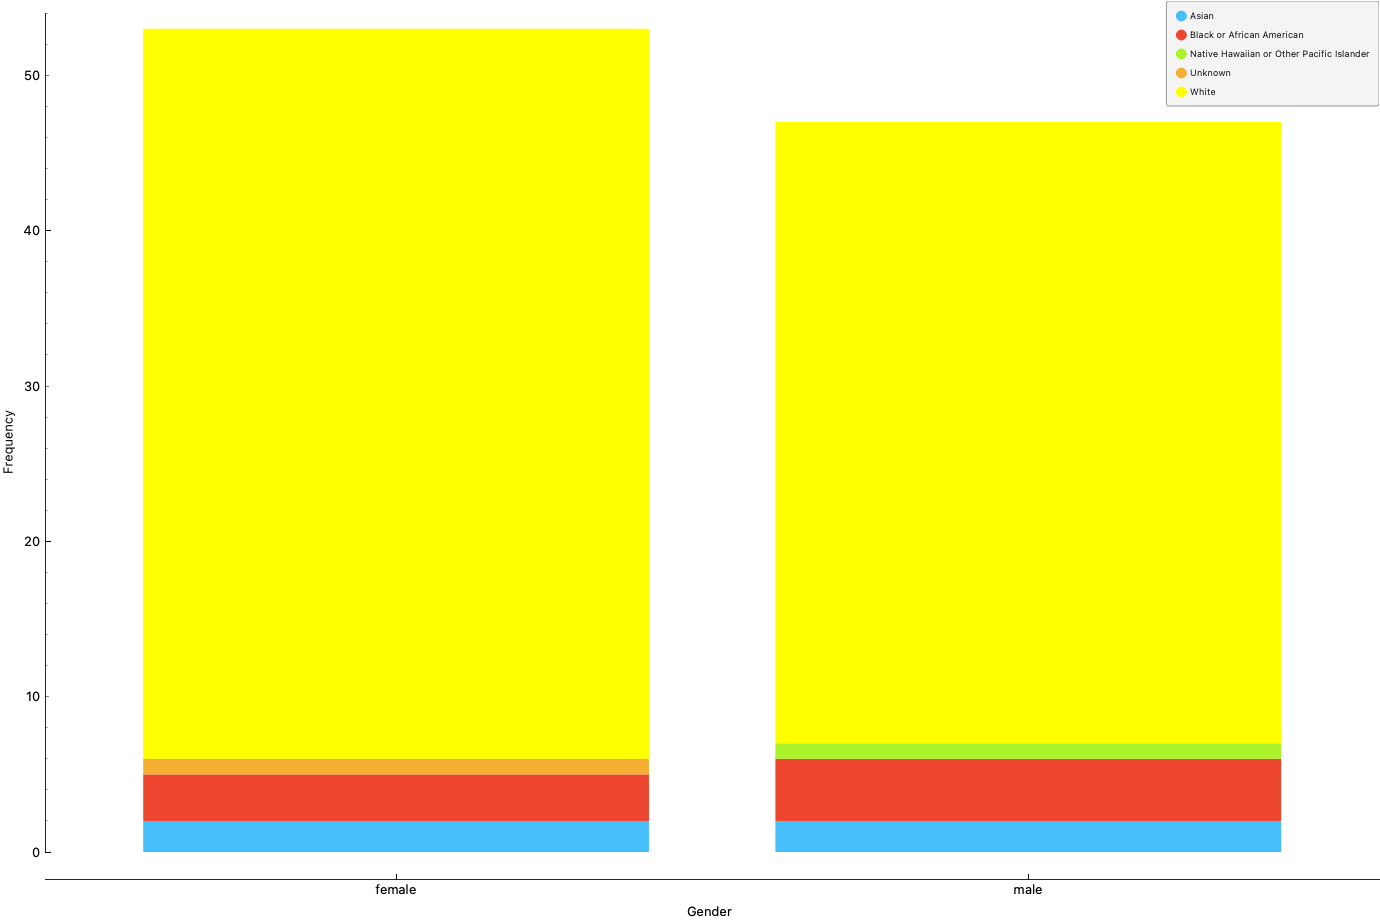 Asian
Black or African American
Native Hawaiian or Other Pacific Islander
Unknown
White
50
40
30
20
10
0
Frequency
female male
Gender